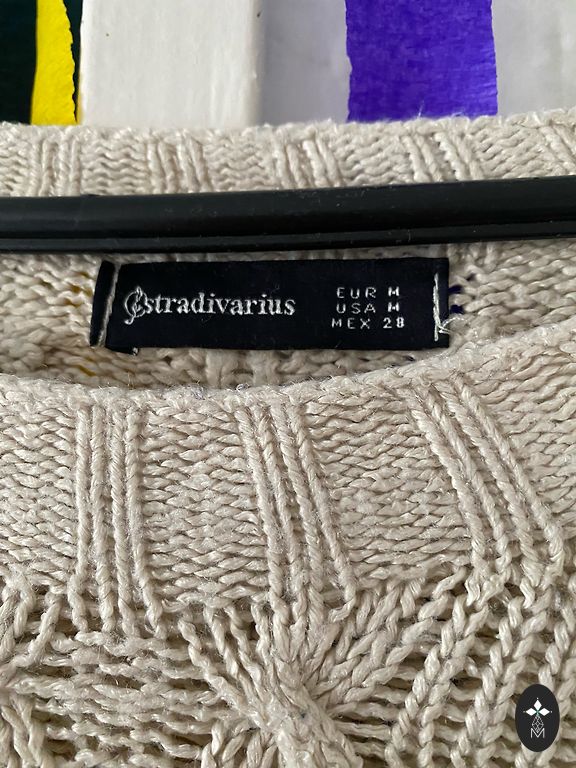 stradivarius
EUR M
USA M
MEX 28